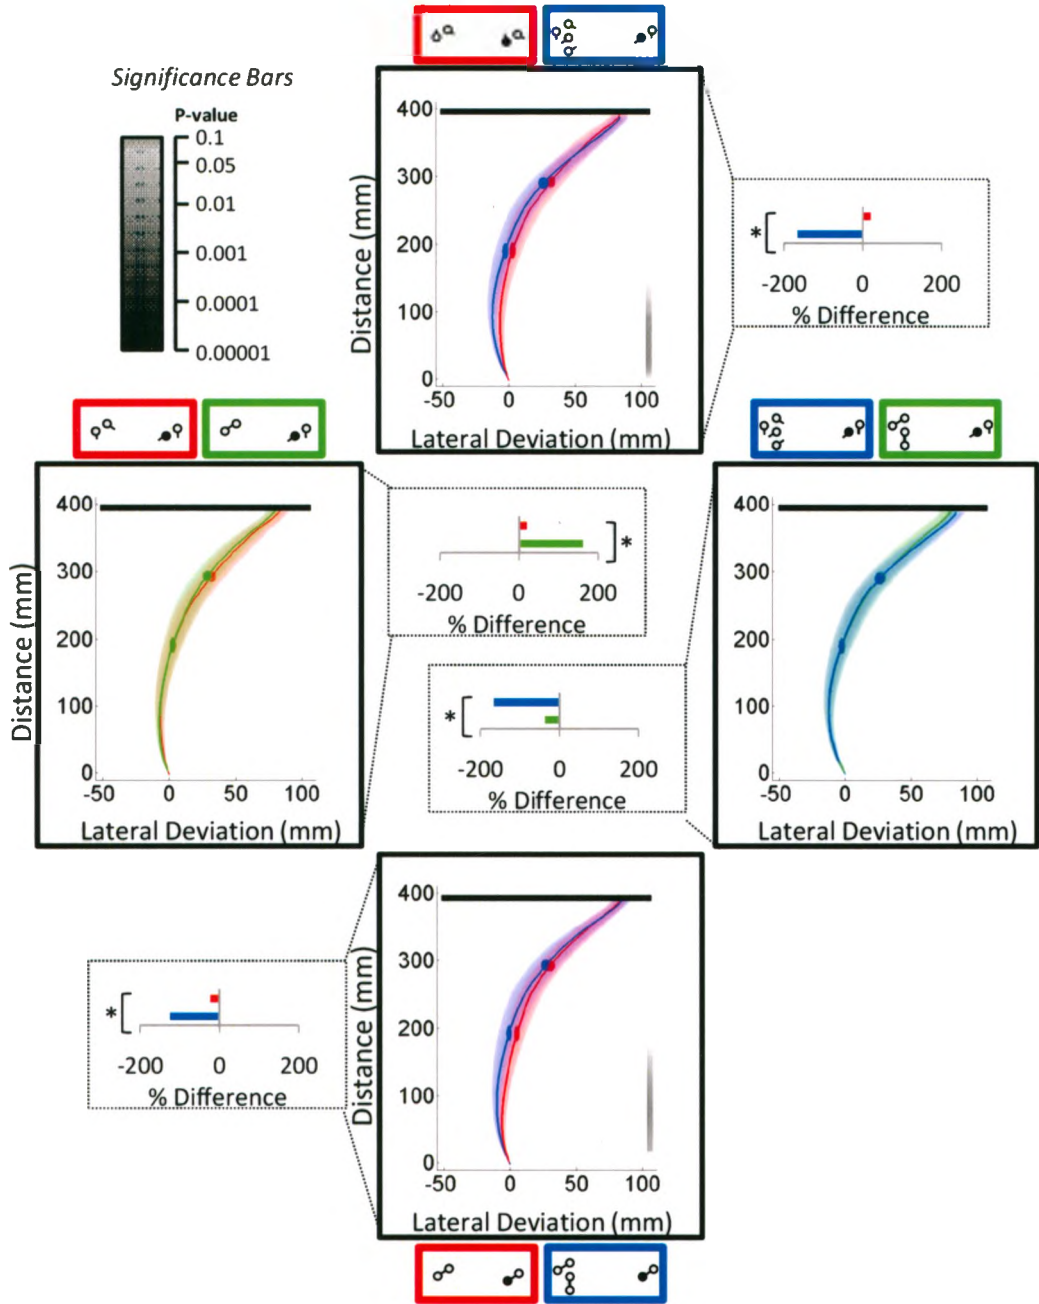 Significance Bars
P-value
0.1
0.05
0.01
0.001
0.0001
0.00001
400
300
200
100
0
-50 0 50 100
Distance (mm)
Lateral Deviation (mm)
*
-200 0 200
% Difference
400
300
200
100
0
-50 0 50 100
Distance (mm)
Lateral Deviation (mm)
*
-200 0 200
% Difference
*
-200 0 200
% Difference
400
300
200
100
0
-50 0 50 100
Lateral Deviation (mm)
*
-200 0 200
% Difference
400
300
200
100
0
-50 0 50 100
Distance (mm)
Lateral Deviation (mm)